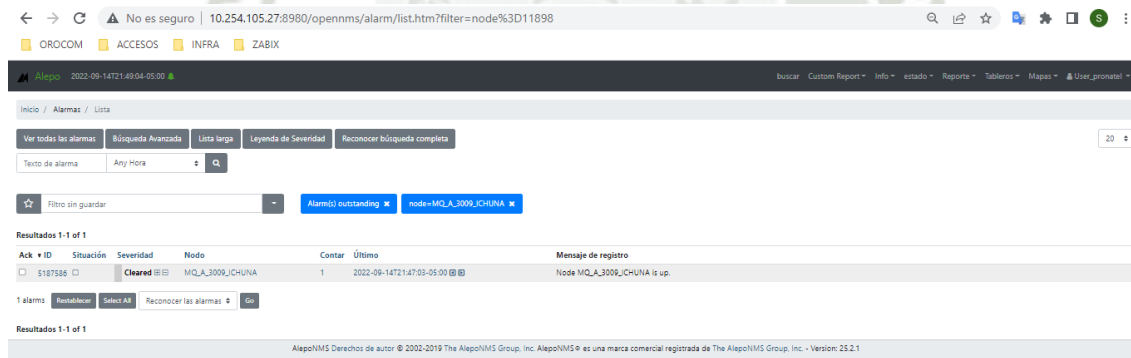 No es seguro | 10.254.105.27:8980/opennms/alarm/list.htm?filter=node%3D11898 S
OROCOM ACCESOS INFRA ZABIX
Alepo 2022-09-14T21:49:04-05:00 buscar Custom Report Info estado Reporte Tableros Mapas User_pronatel
Inicio / Alarmas / Lista
Ver todas las alarmas Búsqueda Avanzada Lista larga Leyenda de Severidad Reconocer búsqueda completa 20
Texto de alarma Any Hora
Filtro sin guardar Alarm(s) outstanding ✖ node=MQ_A_3009_ICHUNA ✖
Resultados 1-1 of 1
Ack ID Situación Severidad Nodo Contar Último Mensaje de registro
5187586 Cleared MQ_A_3009_ICHUNA 1 2022-09-14T21:47:03-05:00 Node MQ_A_3009_ICHUNA is up.
1 alarms Restablecer Select All Reconocer las alarmas Go
Resultados 1-1 of 1
AlepoNMS Derechos de autor © 2002-2019 The AlepoNMS Group, Inc. AlepoNMS® es una marca comercial registrada de The AlepoNMS Group, Inc. - Version: 25.2.1